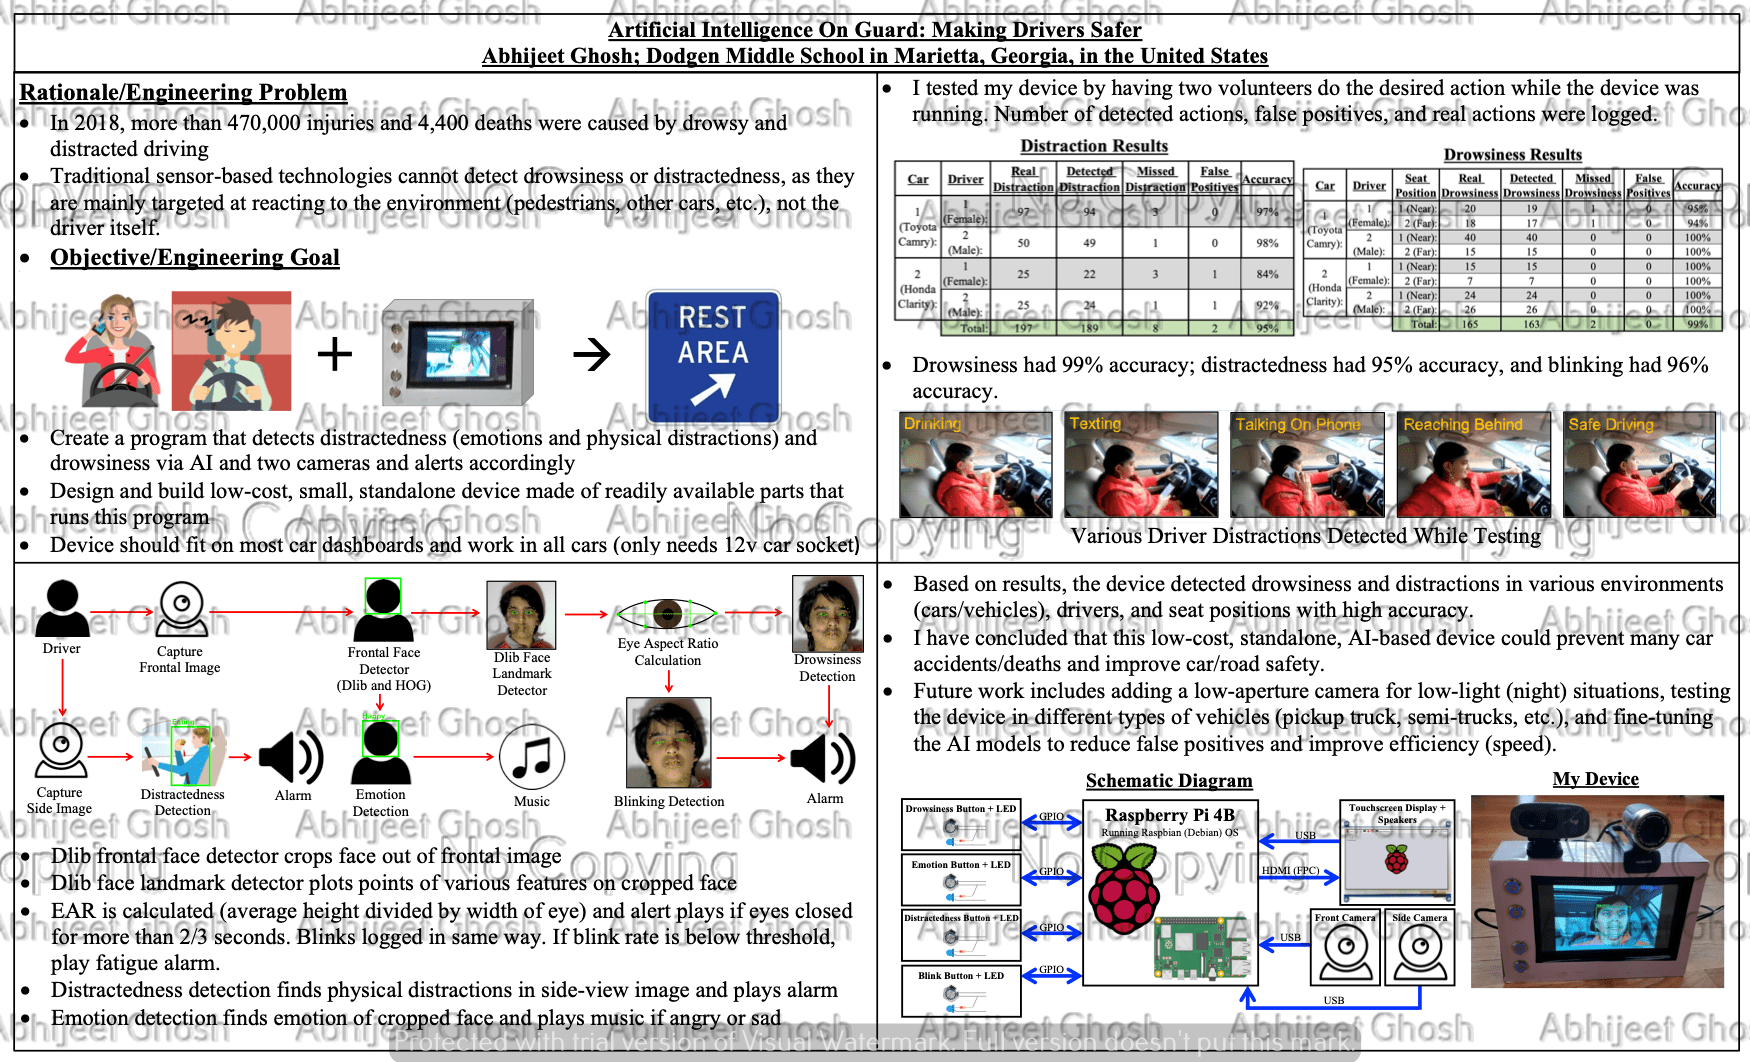 Artificial Intelligence On Guard: Making Drivers Safer
Abhijeet Ghosh; Dodgen Middle School in Marietta, Georgia, in the United States
Rationale/Engineering Problem
• In 2018, more than 470,000 injuries and 4,400 deaths were caused by drowsy and
distracted driving
• Traditional sensor-based technologies cannot detect drowsiness or distractedness, as they
are mainly targeted at reacting to the environment (pedestrians, other cars, etc.), not the
driver itself.
• Objective/Engineering Goal
REST
AREA
• Create a program that detects distractedness (emotions and physical distractions) and
drowsiness via AI and two cameras and alerts accordingly
• Design and build low-cost, small, standalone device made of readily available parts that
runs this program
• Device should fit on most car dashboards and work in all cars (only needs 12v car socket)
• I tested my device by having two volunteers do the desired action while the device was
running. Number of detected actions, false positives, and real actions were logged.
Distraction Results
Car Driver Real Distraction Detected Distraction Missed Distraction False Positives Accuracy
1 (Toyota Camry): 1 (Female): 97 94 3 0 97%
2 (Male): 50 49 1 0 98%
2 (Honda Clarity): 1 (Female): 25 22 3 1 84%
2 (Male): 25 24 1 1 92%
Total: 197 189 8 2 95%
Drowsiness Results
Car Driver Seat Position Real Drowsiness Detected Drowsiness Missed Drowsiness False Positives Accuracy
1 (Toyota Camry): 1 (Female): 1 (Near): 20 19 1 0 95%
2 (Far): 18 17 1 0 94%
2 (Male): 1 (Near): 40 40 0 0 100%
2 (Far): 15 15 0 0 100%
2 (Honda Clarity): 1 (Female): 1 (Near): 15 15 0 0 100%
2 (Far): 7 7 0 0 100%
2 (Male): 1 (Near): 24 24 0 0 100%
2 (Far): 26 26 0 0 100%
Total: 165 163 2 0 99%
• Drowsiness had 99% accuracy; distractedness had 95% accuracy, and blinking had 96%
accuracy.
Drinking
Texting
Talking On Phone
Reaching Behind
Safe Driving
Various Driver Distractions Detected While Testing
Driver
Capture
Frontal Image
Frontal Face
Detector
(Dlib and HOG)
Dlib Face
Landmark
Detector
Eye Aspect Ratio
Calculation
Drowsiness
Detection
Happy
Capture
Side Image
Distractedness
Detection
Alarm
Emotion
Detection
Music
Blinking Detection
Alarm
• Dlib frontal face detector crops face out of frontal image
• Dlib face landmark detector plots points of various features on cropped face
• EAR is calculated (average height divided by width of eye) and alert plays if eyes closed
for more than 2/3 seconds. Blinks logged in same way. If blink rate is below threshold,
play fatigue alarm.
• Distractedness detection finds physical distractions in side-view image and plays alarm
• Emotion detection finds emotion of cropped face and plays music if angry or sad
• Based on results, the device detected drowsiness and distractions in various environments
(cars/vehicles), drivers, and seat positions with high accuracy.
• I have concluded that this low-cost, standalone, AI-based device could prevent many car
accidents/deaths and improve car/road safety.
• Future work includes adding a low-aperture camera for low-light (night) situations, testing
the device in different types of vehicles (pickup truck, semi-trucks, etc.), and fine-tuning
the AI models to reduce false positives and improve efficiency (speed).
Schematic Diagram
My Device
Drowsiness Button + LED
Emotion Button + LED
Distractedness Button + LED
Blink Button + LED
GPIO
GPIO
GPIO
GPIO
Raspberry Pi 4B
Running Raspbian (Debian) OS
USB
HDMI (FPC)
USB
USB
Touchscreen Display +
Speakers
Front Camera
Side Camera
Abhijeet Ghosh
No Copying
Protected with trial version of Visual Watermark. Full version doesn't put this mark.